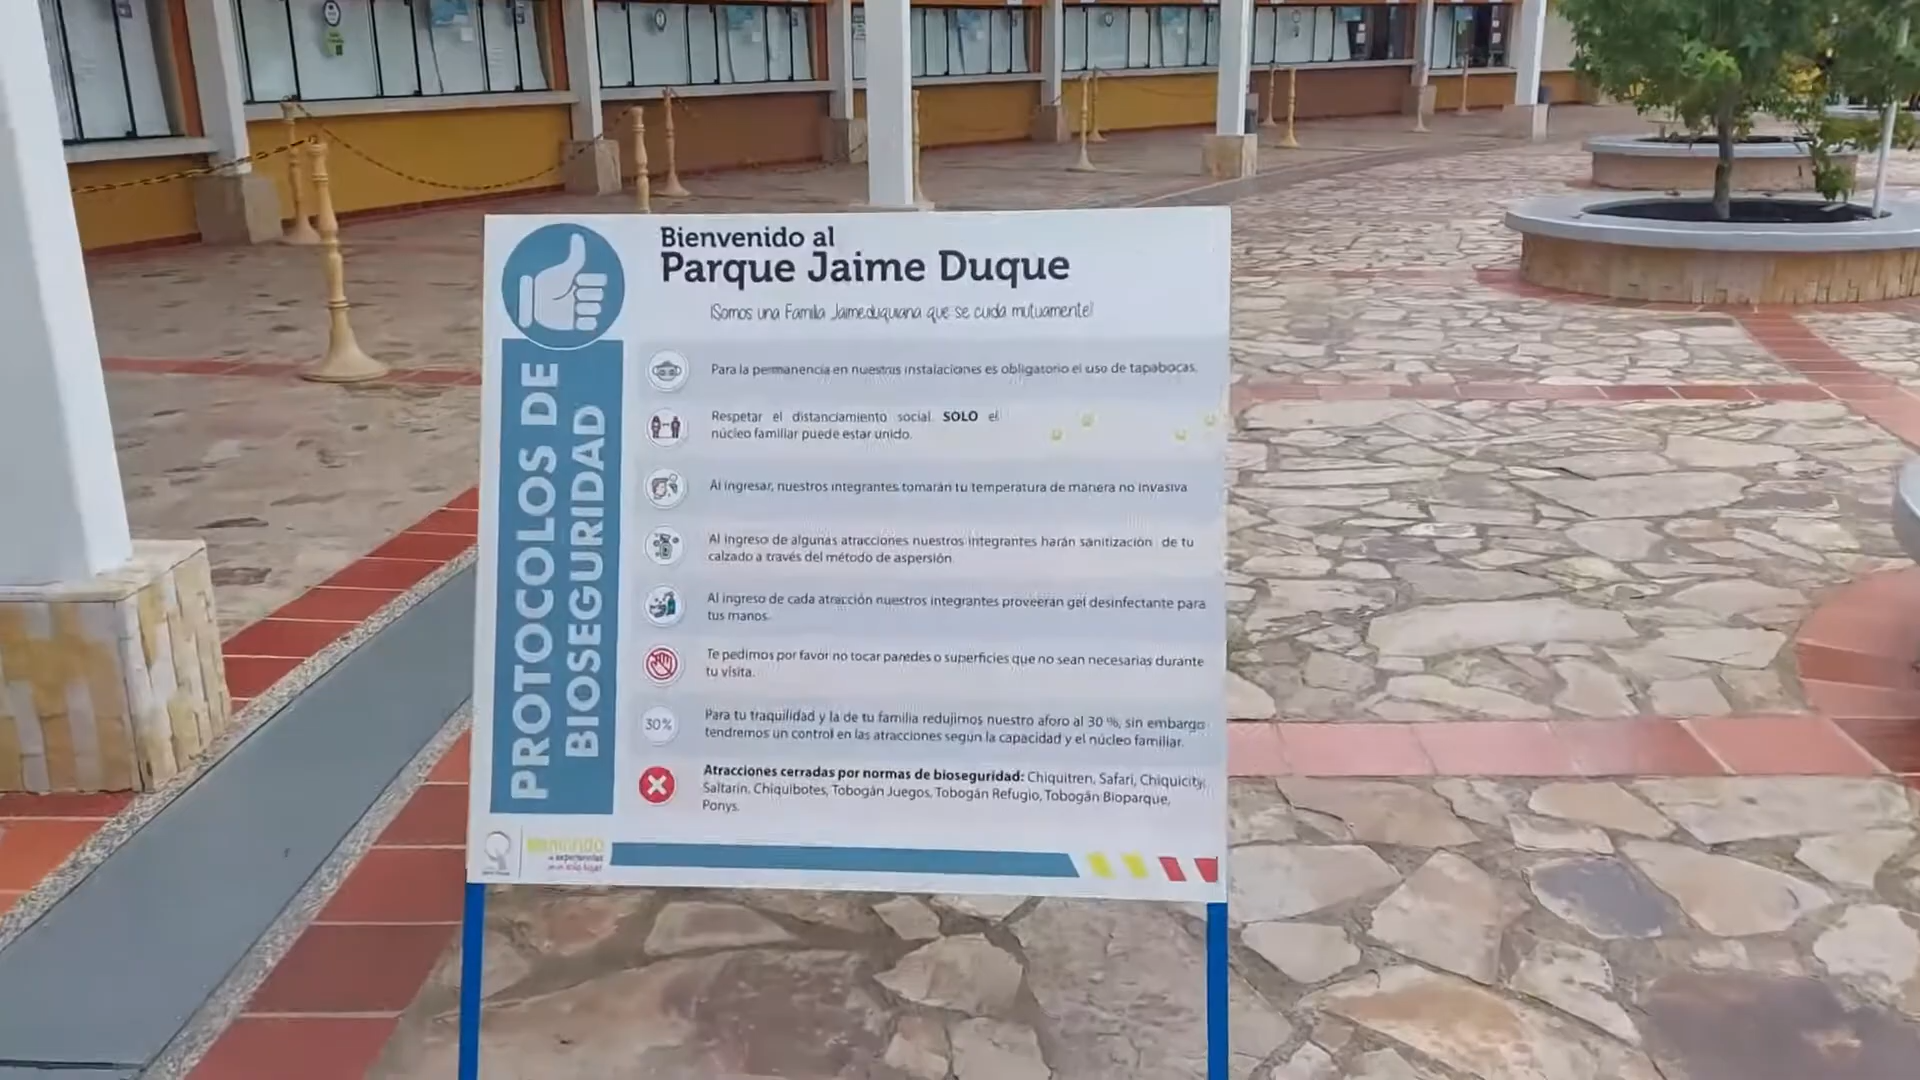 Bienvenido al
Parque Jaime Duque
¡Somos una Familia Jaimeduquiana que se cuida mutuamente!
PROTOCOLOS DE
BIOSEGURIDAD
Para la permanencia en nuestras instalaciones es obligatorio el uso de tapabocas.
Respetar el distanciamiento social. SOLO el
núcleo familiar puede estar unido.
Al ingresar, nuestros integrantes tomarán tu temperatura de manera no invasiva
Al ingreso de algunas atracciones nuestros integrantes harán sanitización de tu
calzado a través del método de aspersión.
Al ingreso de cada atracción nuestros integrantes proveerán gel desinfectante para
tus manos.
Te pedimos por favor no tocar paredes o superficies que no sean necesarias durante
tu visita.
30%
Para tu traquilidad y la de tu familia redujimos nuestro aforo al 30 %, sin embargo
tendremos un control en las atracciones según la capacidad y el núcleo familiar.
Atracciones cerradas por normas de bioseguridad: Chiquitren, Safari, Chiquicity,
Saltarín, Chiquibotes, Tobogán Juegos, Tobogán Refugio, Tobogán Bioparque,
Ponys.